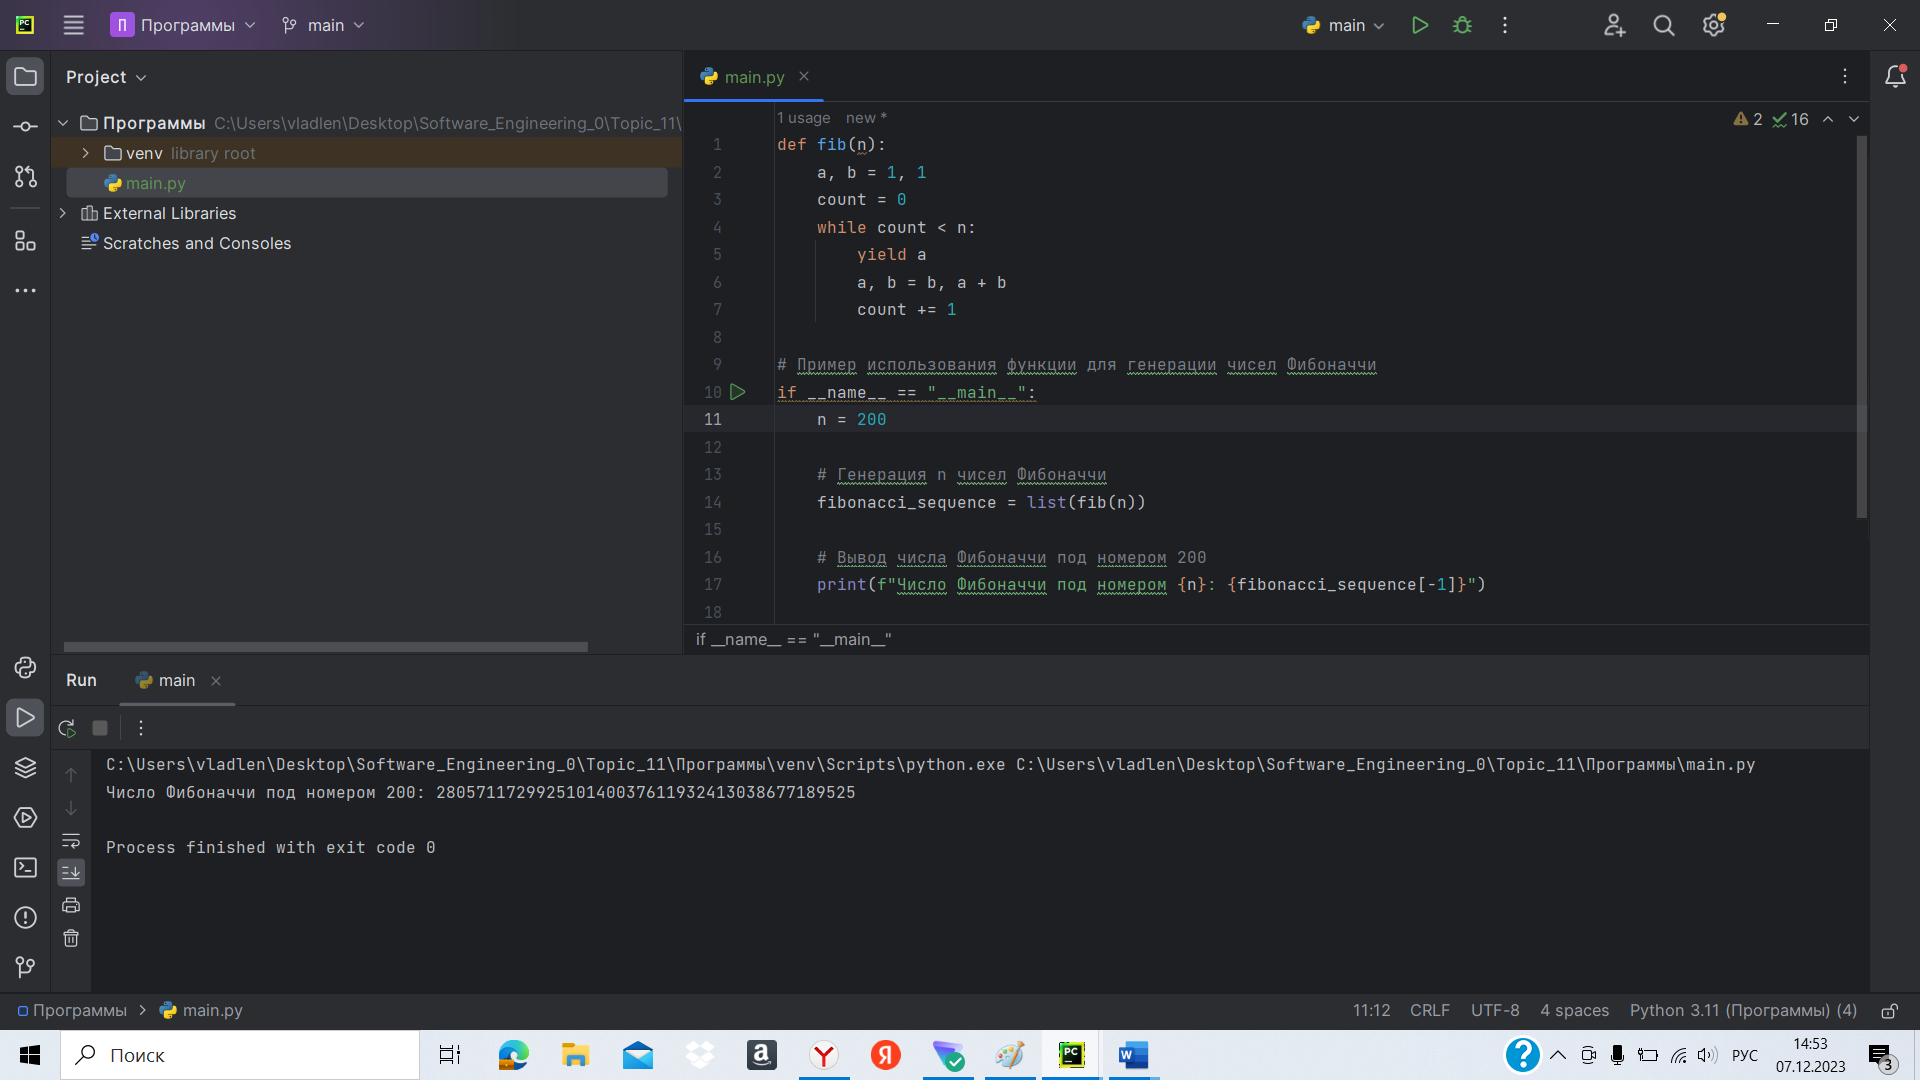 П Программы main main
Project
main.py
Программы C:\Users\vladlen\Desktop\Software_Engineering_0\Topic_11\
venv library root
main.py
External Libraries
Scratches and Consoles
1 usage new *
2 16
1 def fib(n):
2 a, b = 1, 1
3 count = 0
4 while count < n:
5 yield a
6 a, b = b, a + b
7 count += 1
8
9 # Пример использования функции для генерации чисел Фибоначчи
10 if __name__ == "__main__":
11 n = 200
12
13 # Генерация n чисел Фибоначчи
14 fibonacci_sequence = list(fib(n))
15
16 # Вывод числа Фибоначчи под номером 200
17 print(f"Число Фибоначчи под номером {n}: {fibonacci_sequence[-1]}")
18
if __name__ == "__main__"
Run main
C:\Users\vladlen\Desktop\Software_Engineering_0\Topic_11\Программы\venv\Scripts\python.exe C:\Users\vladlen\Desktop\Software_Engineering_0\Topic_11\Программы\main.py
Число Фибоначчи под номером 200: 280571172992510140037611932413038677189525
Process finished with exit code 0
Программы main.py 11:12 CRLF UTF-8 4 spaces Python 3.11 (Программы) (4)
Поиск
РУС
14:53
07.12.2023
3